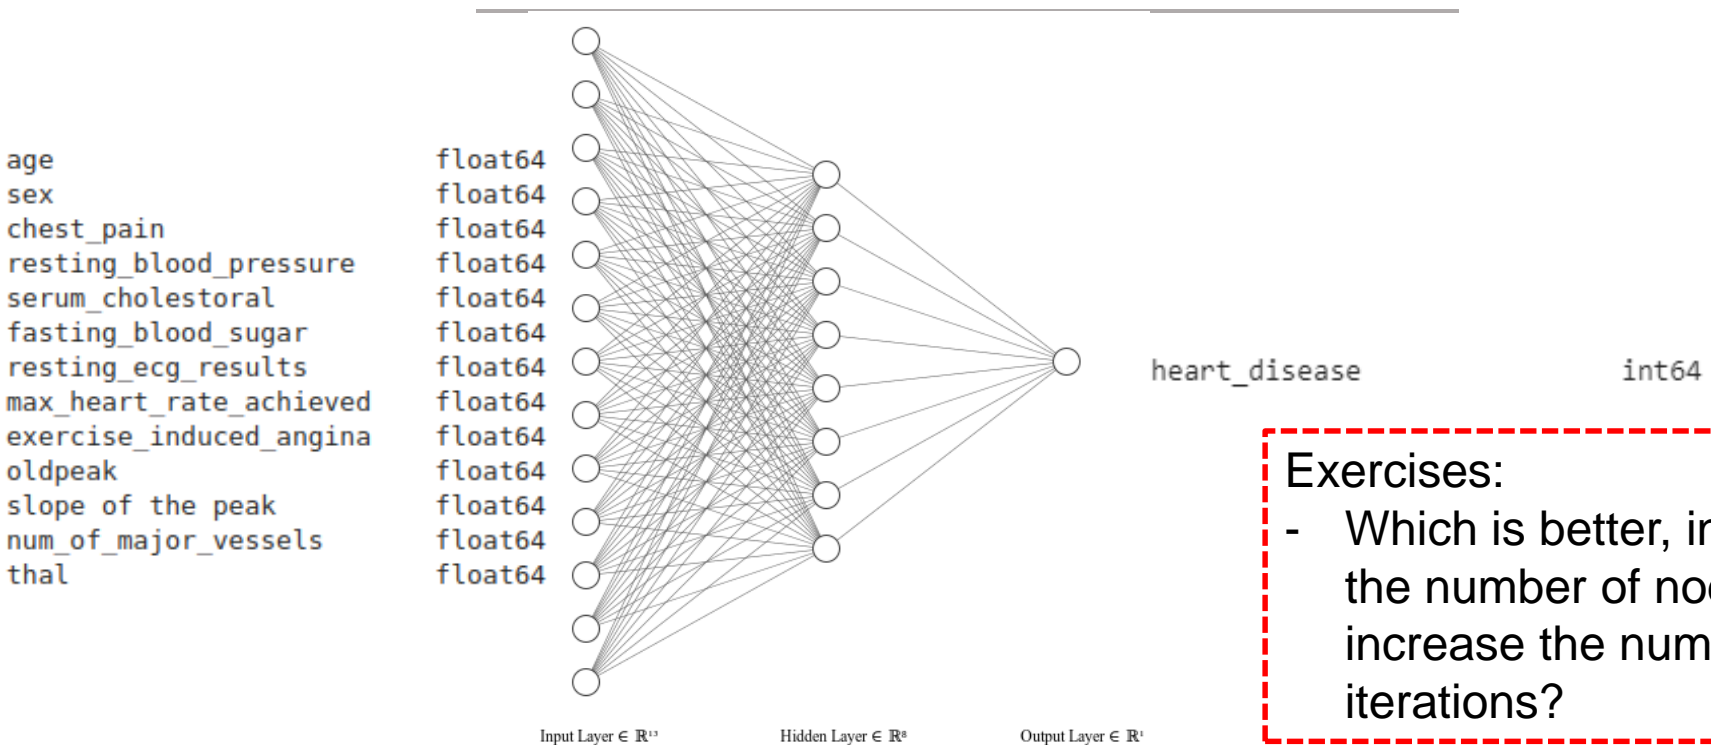 age float64
sex float64
chest_pain float64
resting_blood_pressure float64
serum_cholestoral float64
fasting_blood_sugar float64
resting_ecg_results float64
max_heart_rate_achieved float64
exercise_induced_angina float64
oldpeak float64
slope of the peak float64
num_of_major_vessels float64
thal float64
heart_disease int64
Exercises:
- Which is better, in
the number of no
increase the num
iterations?
Input Layer ∈ ℝ¹³ Hidden Layer ∈ ℝ⁸ Output Layer ∈ ℝ¹